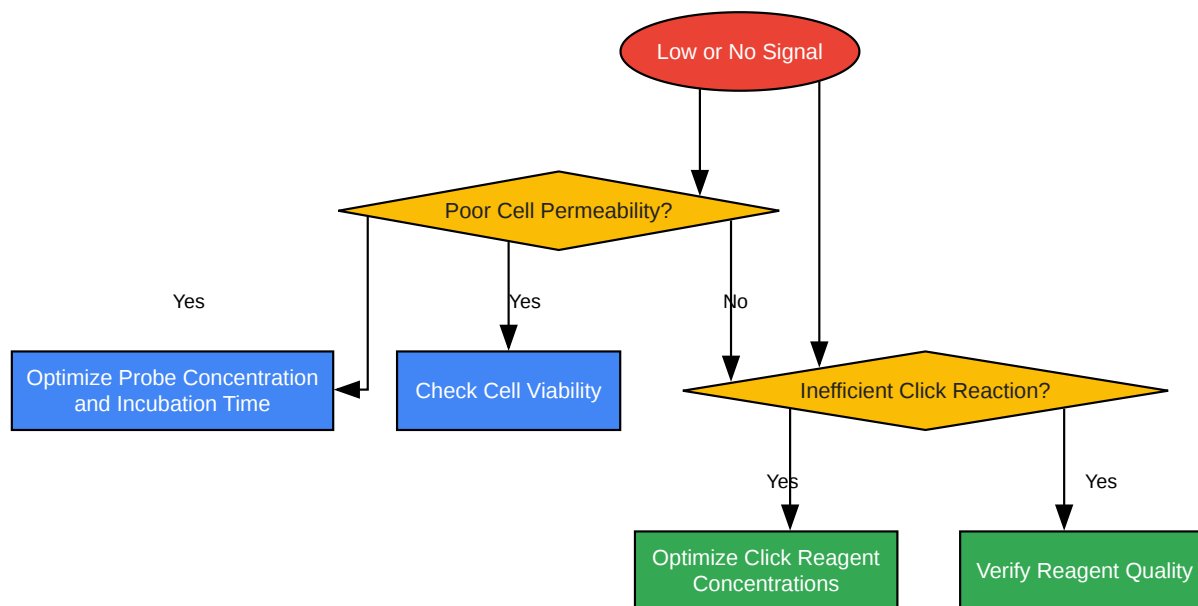 Low or No Signal
Poor Cell Permeability?
Yes
Yes
No
Optimize Probe Concentration
and Incubation Time
Check Cell Viability
Inefficient Click Reaction?
Yes
Yes
Optimize Click Reagent
Concentrations
Verify Reagent Quality